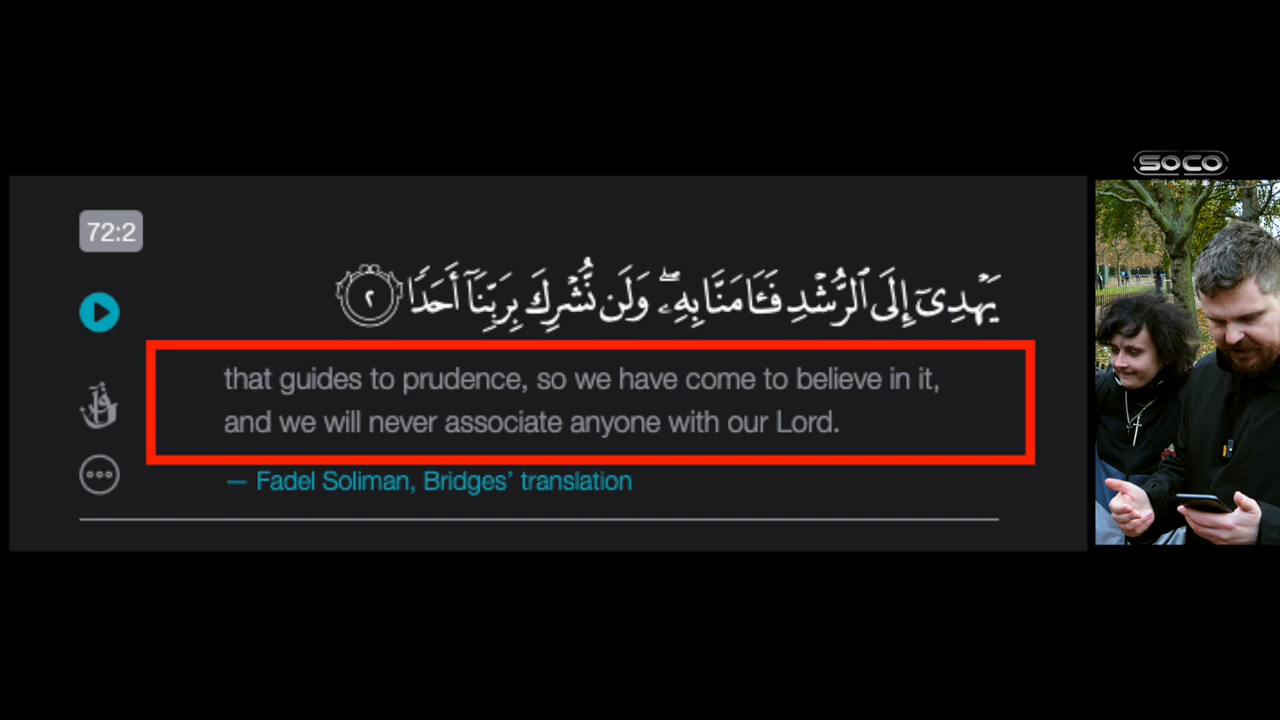 SOCO
FILMS
72:2
يَهْدِىٓ إِلَى ٱلرُّشْدِ فَـَٔامَنَّا بِهِۦ ۖ وَلَن نُّشْرِكَ بِرَبِّنَآ أَحَدًا ٢
that guides to prudence, so we have come to believe in it,
and we will never associate anyone with our Lord.
— Fadel Soliman, Bridges’ translation